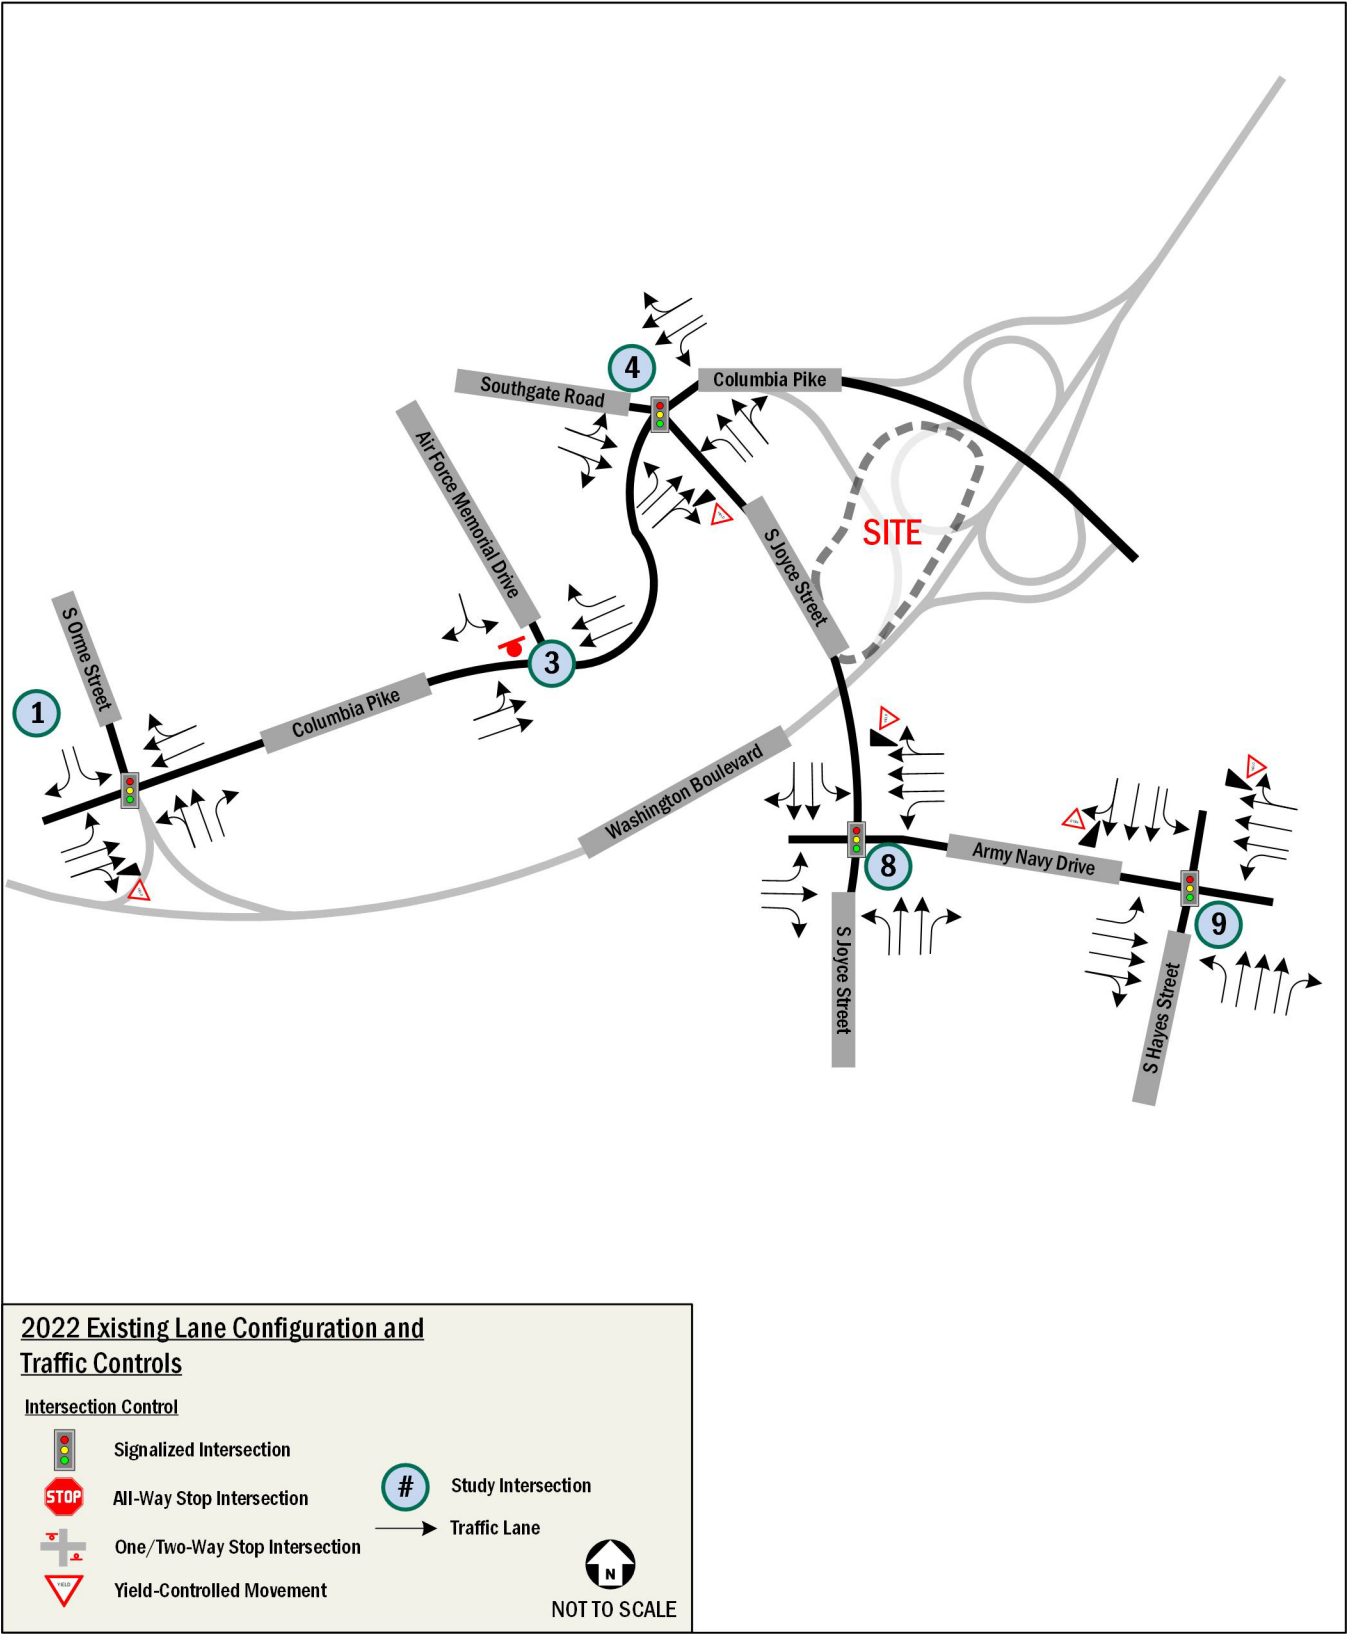 4
Columbia Pike
Southgate Road
Air Force Memorial Drive
S Joyce Street
SITE
S Orme Street
3
1
Columbia Pike
Washington Boulevard
8
Army Navy Drive
9
S Joyce Street
S Hayes Street
2022 Existing Lane Configuration and
Traffic Controls
Intersection Control
Signalized Intersection
STOP
All-Way Stop Intersection
One/Two-Way Stop Intersection
YIELD
Yield-Controlled Movement
#
Study Intersection
Traffic Lane
N
NOT TO SCALE